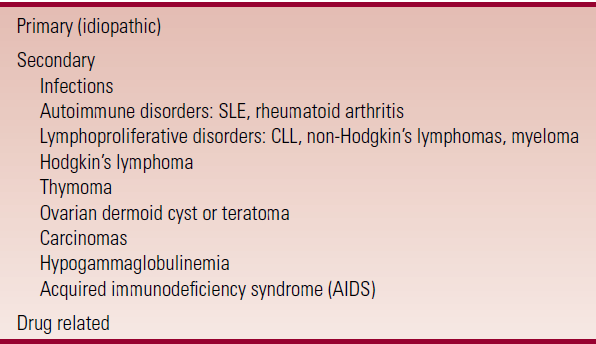 Primary (idiopathic)
Secondary
Infections
Autoimmune disorders: SLE, rheumatoid arthritis
Lymphoproliferative disorders: CLL, non-Hodgkin’s lymphomas, myeloma
Hodgkin’s lymphoma
Thymoma
Ovarian dermoid cyst or teratoma
Carcinomas
Hypogammaglobulinemia
Acquired immunodeficiency syndrome (AIDS)
Drug related